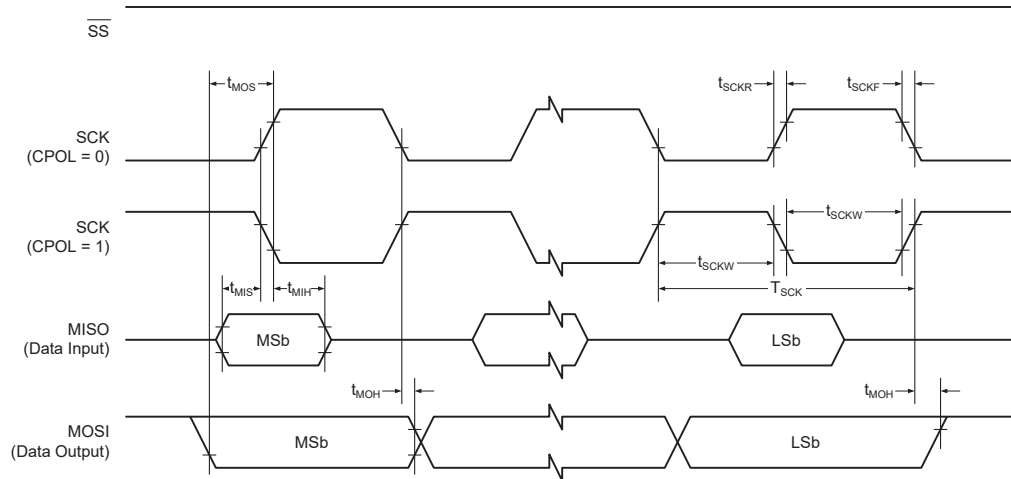 SS
tMOS
tSCKR
tSCKF
SCK
(CPOL = 0)
SCK
(CPOL = 1)
tSCKW
tSCKW
tMIS
tMIH
TSCK
MISO
(Data Input)
MSb
LSb
tMOH
tMOH
MOSI
(Data Output)
MSb
LSb